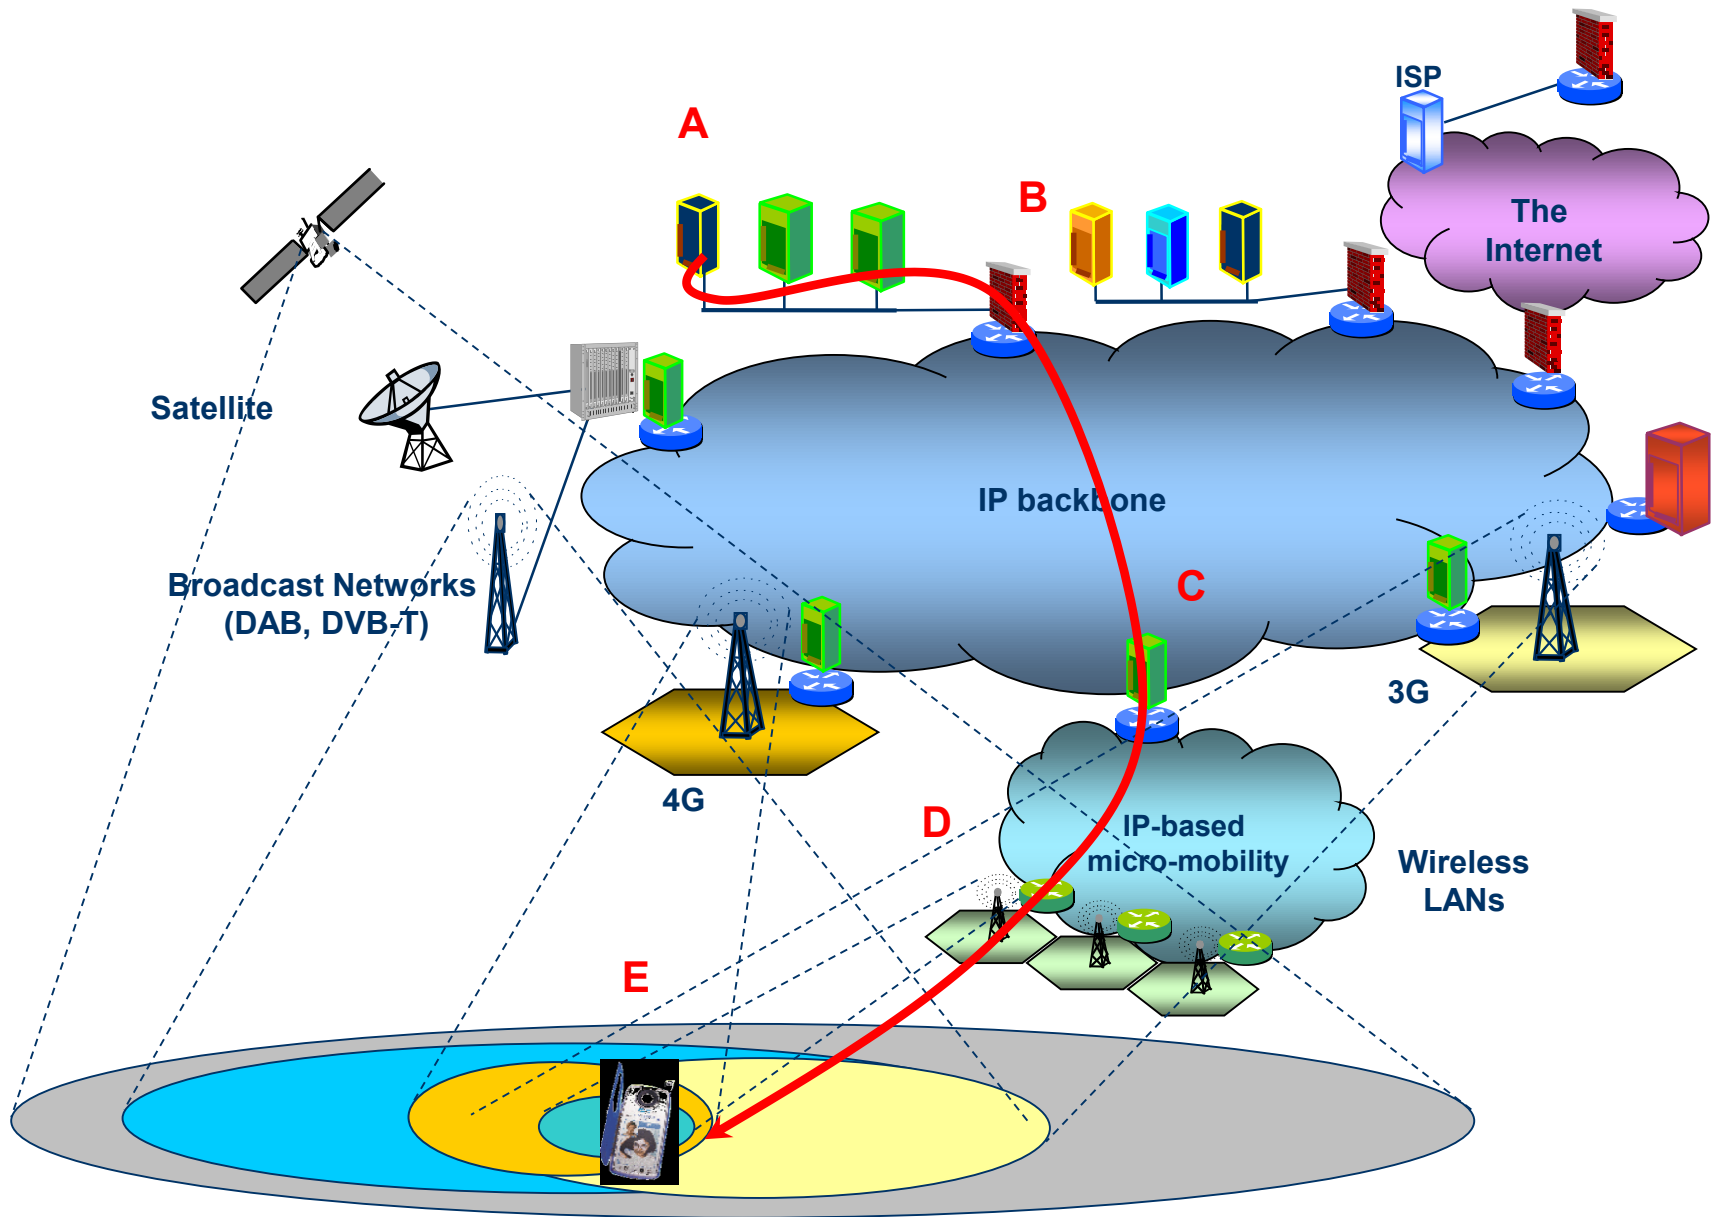 ISP
A
B
The
Internet
Satellite
IP backbone
Broadcast Networks
(DAB, DVB-T)
C
3G
4G
D
IP-based
micro-mobility
Wireless
LANs
E